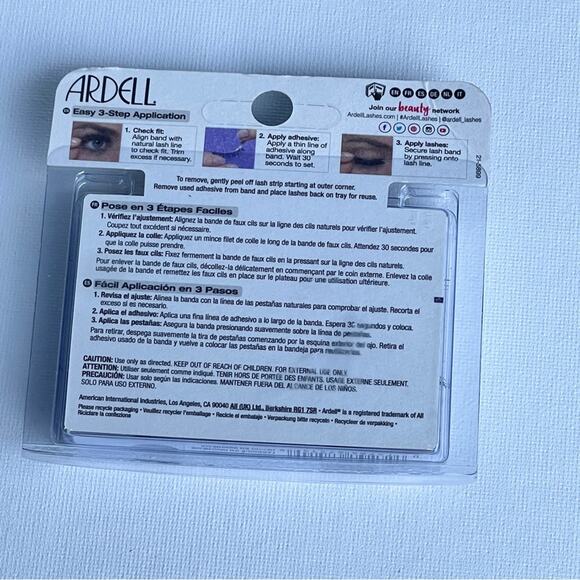 ARDELL
EN FR ES DE NL IT
Join our beauty network
ArdellLashes.com | #ArdellLashes | @ardell_lashes
EN Easy 3-Step Application
1. Check fit:
Align band with
natural lash line
to check fit. Trim
excess if necessary.
2. Apply adhesive:
Apply a thin line of
adhesive along
band. Wait 30
seconds to set.
3. Apply lashes:
Secure lash band
by pressing onto
lash line.
To remove, gently peel off lash strip starting at outer corner.
Remove used adhesive from band and place lashes back on tray for reuse.
FR Pose en 3 Étapes Faciles
1. Vérifiez l'ajustement: Alignez la bande de faux cils sur la ligne des cils naturels pour vérifier l'ajustement.
Coupez tout excédent si nécessaire.
2. Appliquez la colle: Appliquez un mince filet de colle le long de la bande de faux cils. Attendez 30 secondes pour
que la colle puisse prendre.
3. Posez les faux cils: Fixez fermement la bande de faux cils en la pressant sur la ligne des cils naturels.
Pour enlever la bande de faux cils, décollez-la délicatement en commençant par le coin externe. Enlevez la colle
usagée de la bande et remettez les faux cils en place sur le plateau pour une utilisation ultérieure.
ES Fácil Aplicación en 3 Pasos
1. Revisa el ajuste: Alinea la banda con la línea de las pestañas naturales para comprobar el ajuste. Recorta el
exceso si es necesario.
2. Aplica el adhesivo: Aplica una fina línea de adhesivo a lo largo de la banda. Espera 30 segundos y coloca.
3. Aplica las pestañas: Asegura la banda presionando suavemente sobre la línea de pestañas.
Para retirar, despega suavemente la tira de pestañas comenzando por la esquina exterior del ojo. Retira el
adhesivo usado de la banda y vuelve a colocar las pestañas en la bandeja para reutilizarlas.
CAUTION: Use only as directed. KEEP OUT OF REACH OF CHILDREN. FOR EXTERNAL USE ONLY.
ATTENTION: Utiliser seulement comme indiqué. TENIR HORS DE PORTÉE DES ENFANTS. USAGE EXTERNE SEULEMENT.
PRECAUCIÓN: Usar solo según las indicaciones. MANTENER FUERA DEL ALCANCE DE LOS NIÑOS.
SOLO PARA USO EXTERNO.
American International Industries, Los Angeles, CA 90040 AII (UK) Ltd., Berkshire RG1 7SR • Ardell® is a registered trademark of AII
Please recycle packaging • Veuillez recycler l'emballage • Recicle el embalaje • Verpackung bitte recyceln • Recycleer de verpakking •
Riciclare la confezione